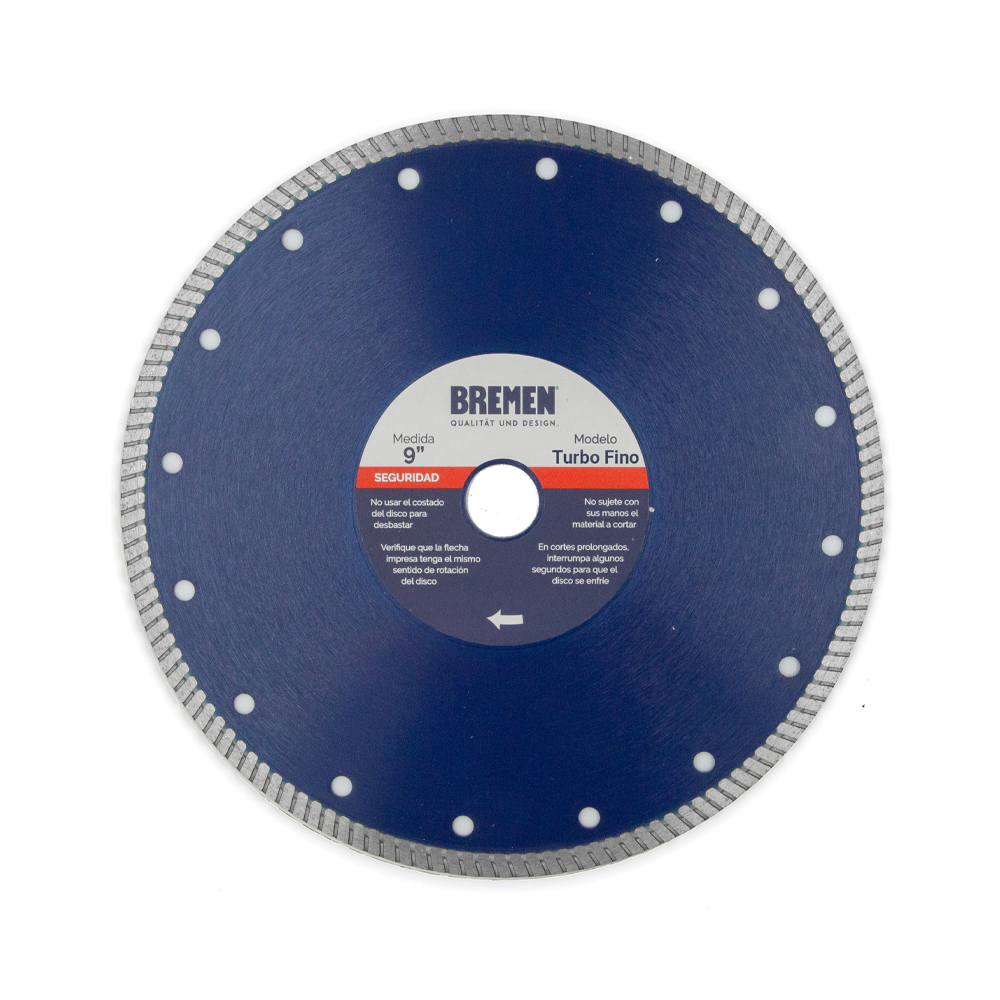 BREMEN®
QUALITÄT UND DESIGN.
Medida
9”
Modelo
Turbo Fino
SEGURIDAD
No usar el costado
del disco para
desbastar
No sujete con
sus manos el
material a cortar
Verifique que la flecha
impresa tenga el mismo
sentido de rotación
del disco
En cortes prolongados,
interrumpa algunos
segundos para que el
disco se enfríe